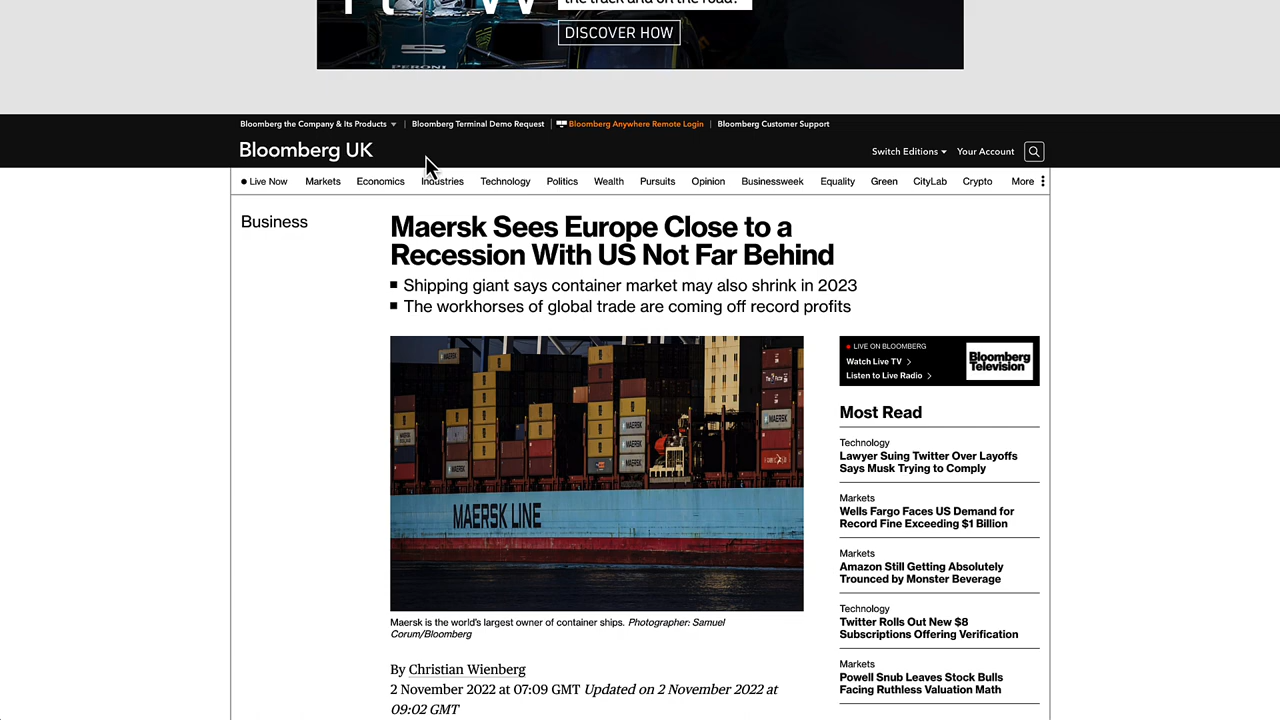 DISCOVER HOW
PERONI
Bloomberg the Company & Its Products
Bloomberg Terminal Demo Request
Bloomberg Anywhere Remote Login
Bloomberg Customer Support
Bloomberg UK
Switch Editions
Your Account
Live Now
Markets
Economics
Industries
Technology
Politics
Wealth
Pursuits
Opinion
Businessweek
Equality
Green
CityLab
Crypto
More
Business
Maersk Sees Europe Close to a
Recession With US Not Far Behind
Shipping giant says container market may also shrink in 2023
The workhorses of global trade are coming off record profits
MAERSK
MAERSK
MAERSK
MAERSK
MAERSK LINE
Maersk is the world's largest owner of container ships. Photographer: Samuel
Corum/Bloomberg
By Christian Wienberg
2 November 2022 at 07:09 GMT Updated on 2 November 2022 at
09:02 GMT
LIVE ON BLOOMBERG
Watch Live TV
Listen to Live Radio
Bloomberg
Television
Most Read
Technology
Lawyer Suing Twitter Over Layoffs
Says Musk Trying to Comply
Markets
Wells Fargo Faces US Demand for
Record Fine Exceeding $1 Billion
Markets
Amazon Still Getting Absolutely
Trounced by Monster Beverage
Technology
Twitter Rolls Out New $8
Subscriptions Offering Verification
Markets
Powell Snub Leaves Stock Bulls
Facing Ruthless Valuation Math